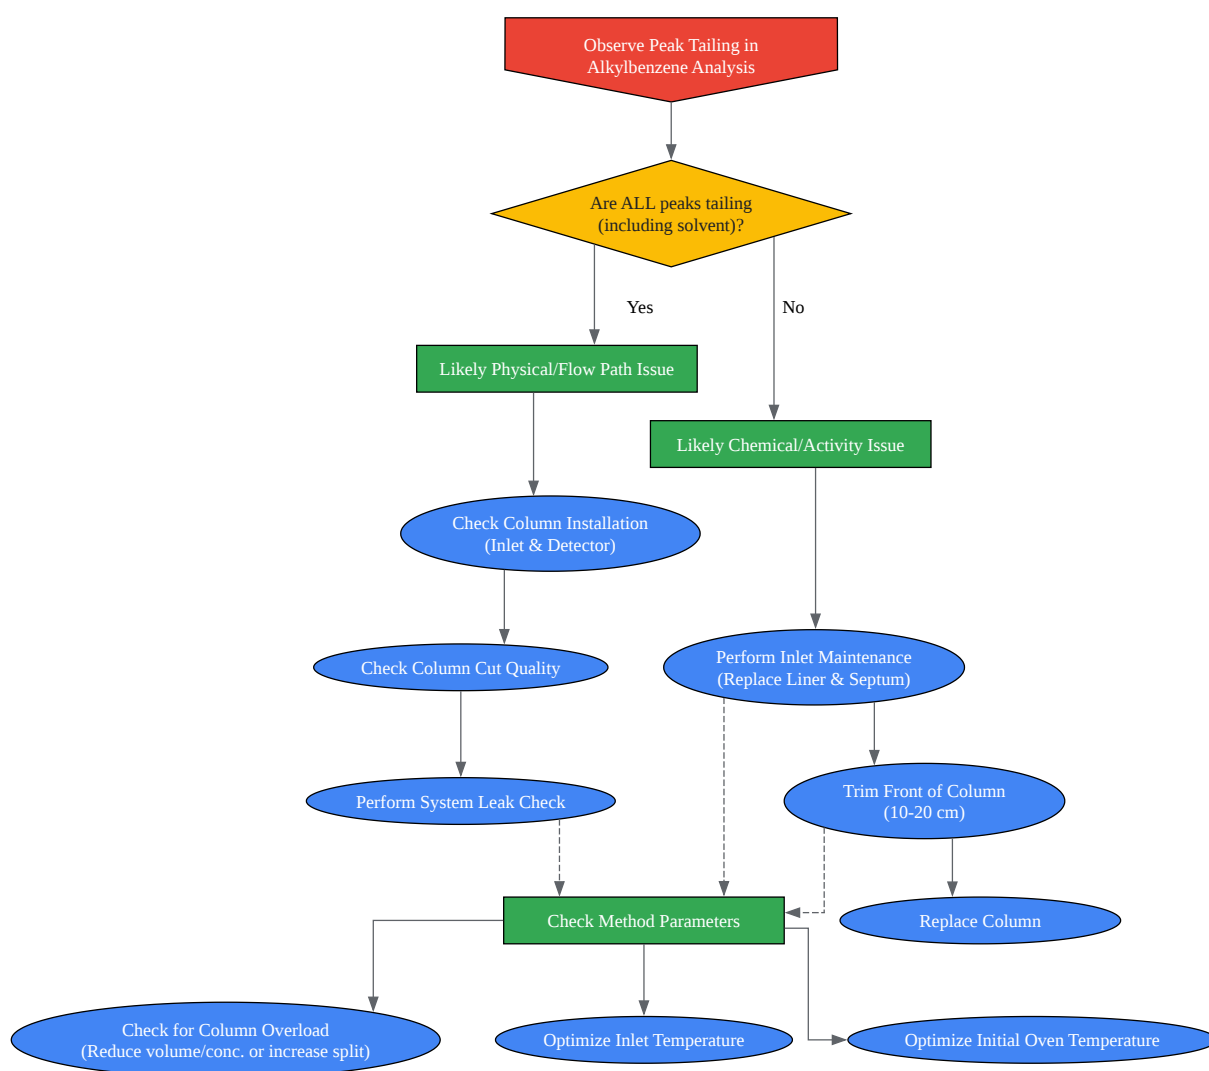 Observe Peak Tailing in
Alkylbenzene Analysis
Are ALL peaks tailing
(including solvent)?
Yes
No
Likely Physical/Flow Path Issue
Likely Chemical/Activity Issue
Check Column Installation
(Inlet & Detector)
Check Column Cut Quality
Perform Inlet Maintenance
(Replace Liner & Septum)
Perform System Leak Check
Trim Front of Column
(10-20 cm)
Check Method Parameters
Replace Column
Check for Column Overload
(Reduce volume/conc. or increase split)
Optimize Inlet Temperature
Optimize Initial Oven Temperature